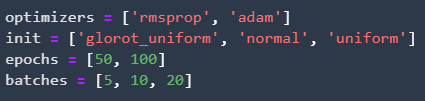 optimizers = ['rmsprop', 'adam']
init = ['glorot_uniform', 'normal', 'uniform']
epochs = [50, 100]
batches = [5, 10, 20]